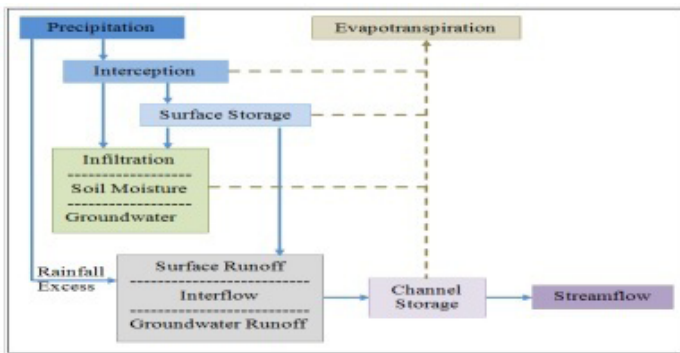 Precipitation
Evapotranspiration
Interception
Surface Storage
Infiltration
Soil Moisture
Groundwater
Rainfall
Excess
Surface Runoff
Interflow
Groundwater Runoff
Channel
Storage
Streamflow